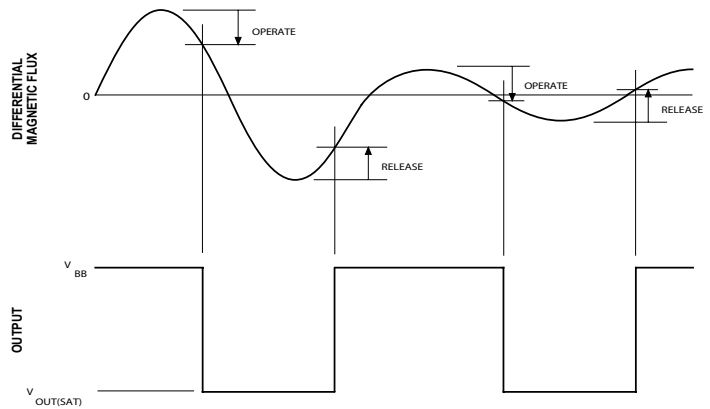 DIFFERENTIAL
MAGNETIC FLUX
0
OPERATE
RELEASE
OPERATE
RELEASE
OUTPUT
V BB
V OUT(SAT)